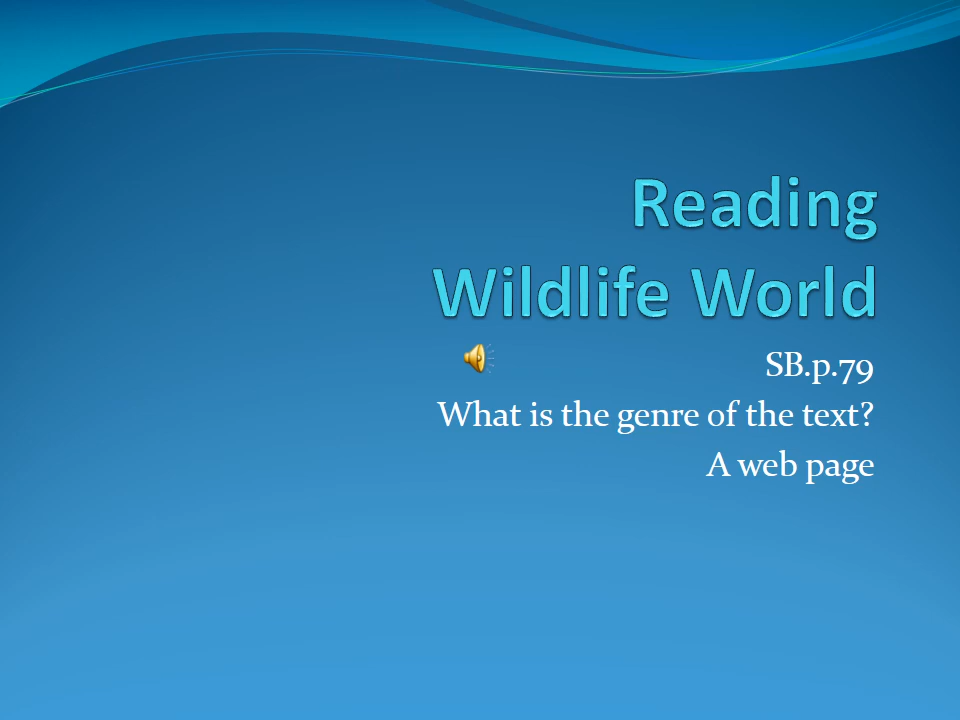 Reading
Wildlife World
SB.p.79
What is the genre of the text?
A web page